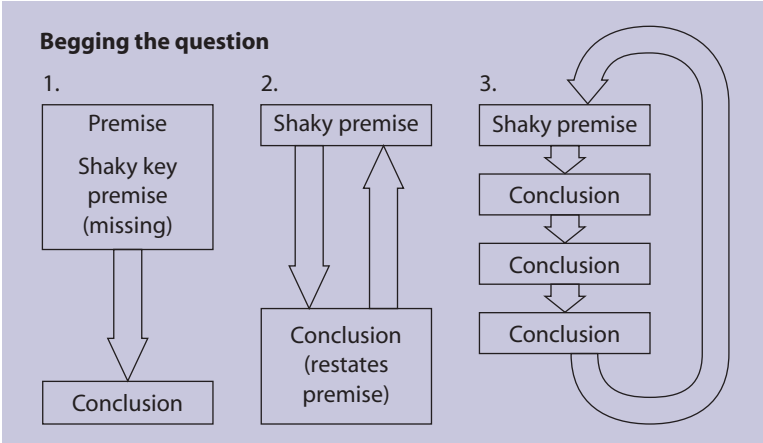 Begging the question
1.
Premise
Shaky key
premise
(missing)
Conclusion
2.
Shaky premise
Conclusion
(restates
premise)
3.
Shaky premise
Conclusion
Conclusion
Conclusion